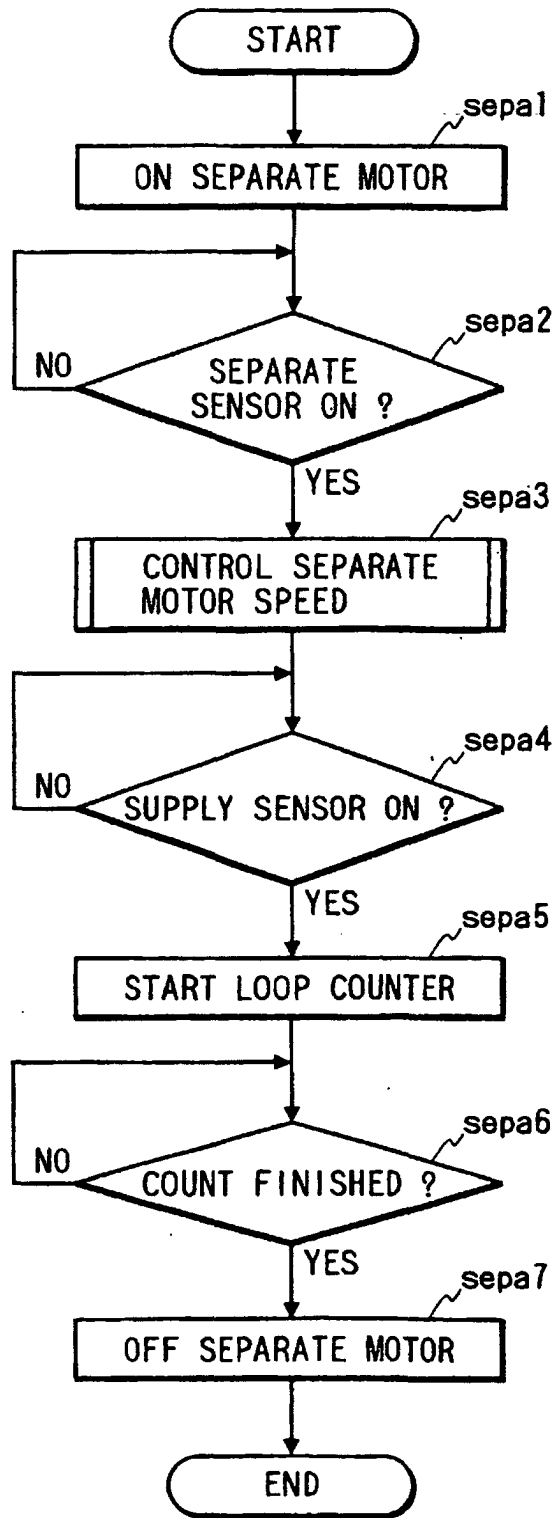 START
sepa1
ON SEPARATE MOTOR
sepa2
NO
SEPARATE
SENSOR ON ?
YES
sepa3
CONTROL SEPARATE
MOTOR SPEED
sepa4
NO
SUPPLY SENSOR ON ?
YES
sepa5
START LOOP COUNTER
sepa6
NO
COUNT FINISHED ?
YES
sepa7
OFF SEPARATE MOTOR
END